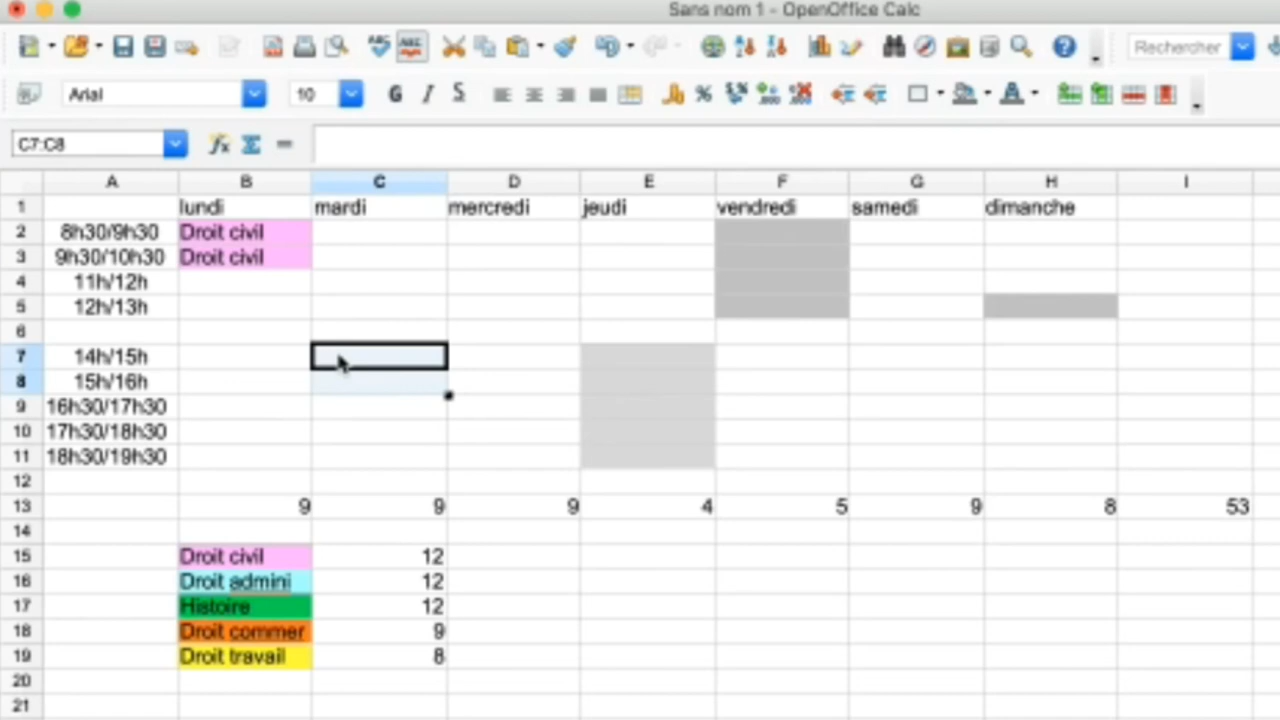 Sans nom 1 - OpenOffice Calc
Rechercher
Arial 10 G I S
C7:C8
A B C D E F G H I
1 lundi mardi mercredi jeudi vendredi samedi dimanche
2 8h30/9h30 Droit civil
3 9h30/10h30 Droit civil
4 11h/12h
5 12h/13h
6
7 14h/15h
8 15h/16h
9 16h30/17h30
10 17h30/18h30
11 18h30/19h30
12
13 9 9 9 4 5 9 8 53
14
15 Droit civil 12
16 Droit admini 12
17 Histoire 12
18 Droit commer 9
19 Droit travail 8
20
21